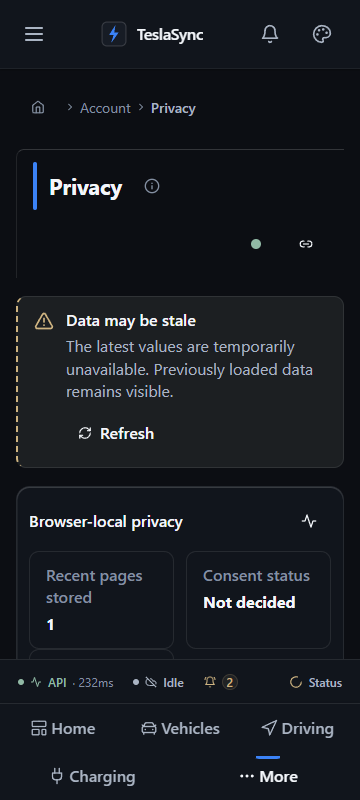 TeslaSync
Account Privacy
Privacy
Data may be stale
The latest values are temporarily
unavailable. Previously loaded data
remains visible.
Refresh
Browser-local privacy
Recent pages
stored
1
Consent status
Not decided
API · 232ms Idle 2 Status
Home Vehicles Driving
Charging More